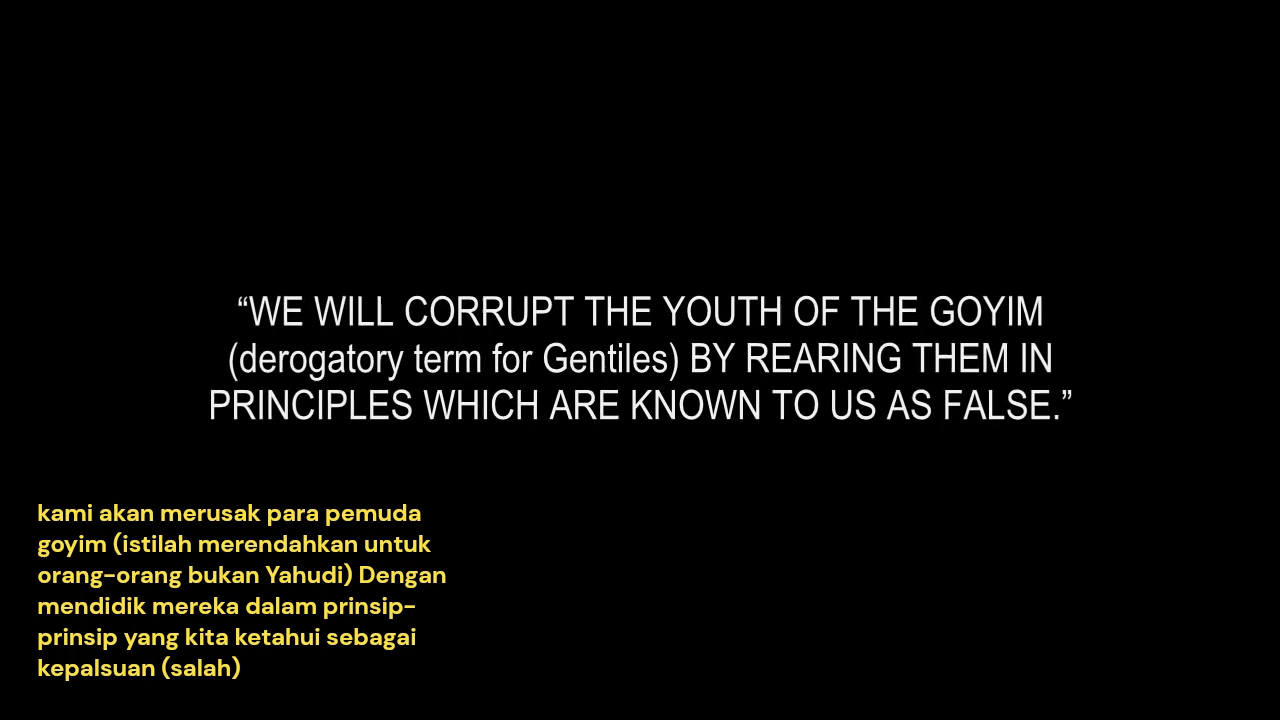 “WE WILL CORRUPT THE YOUTH OF THE GOYIM
(derogatory term for Gentiles) BY REARING THEM IN
PRINCIPLES WHICH ARE KNOWN TO US AS FALSE.”
kami akan merusak para pemuda
goyim (istilah merendahkan untuk
orang-orang bukan Yahudi) Dengan
mendidik mereka dalam prinsip-
prinsip yang kita ketahui sebagai
kepalsuan (salah)